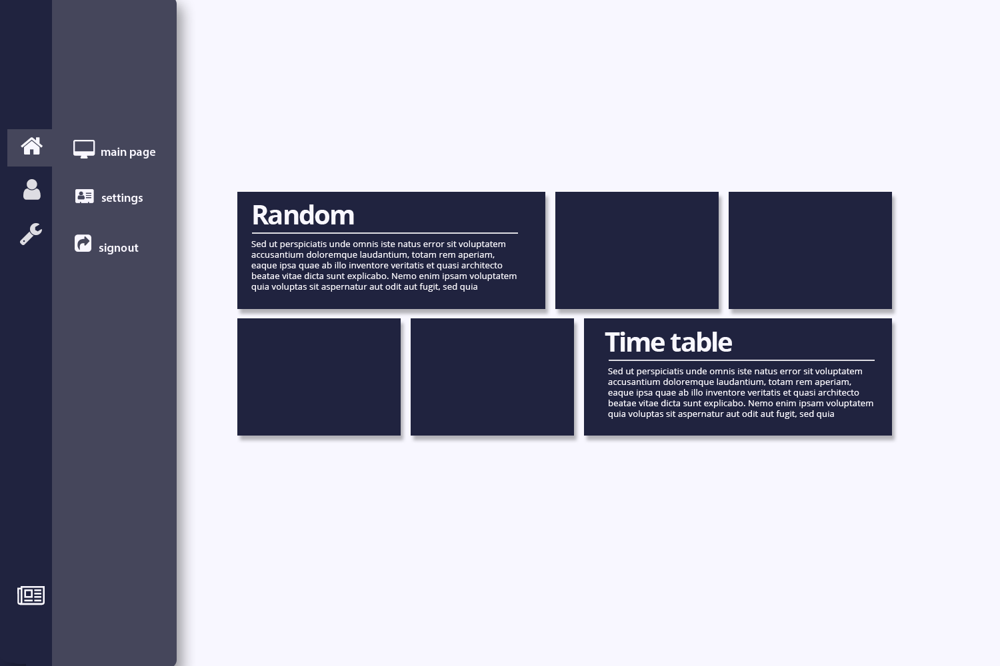 main page
settings
signout
Random
Sed ut perspiciatis unde omnis iste natus error sit voluptatem
accusantium doloremque laudantium, totam rem aperiam,
eaque ipsa quae ab illo inventore veritatis et quasi architecto
beatae vitae dicta sunt explicabo. Nemo enim ipsam voluptatem
quia voluptas sit aspernatur aut odit aut fugit, sed quia
Time table
Sed ut perspiciatis unde omnis iste natus error sit voluptatem
accusantium doloremque laudantium, totam rem aperiam,
eaque ipsa quae ab illo inventore veritatis et quasi architecto
beatae vitae dicta sunt explicabo. Nemo enim ipsam voluptatem
quia voluptas sit aspernatur aut odit aut fugit, sed quia